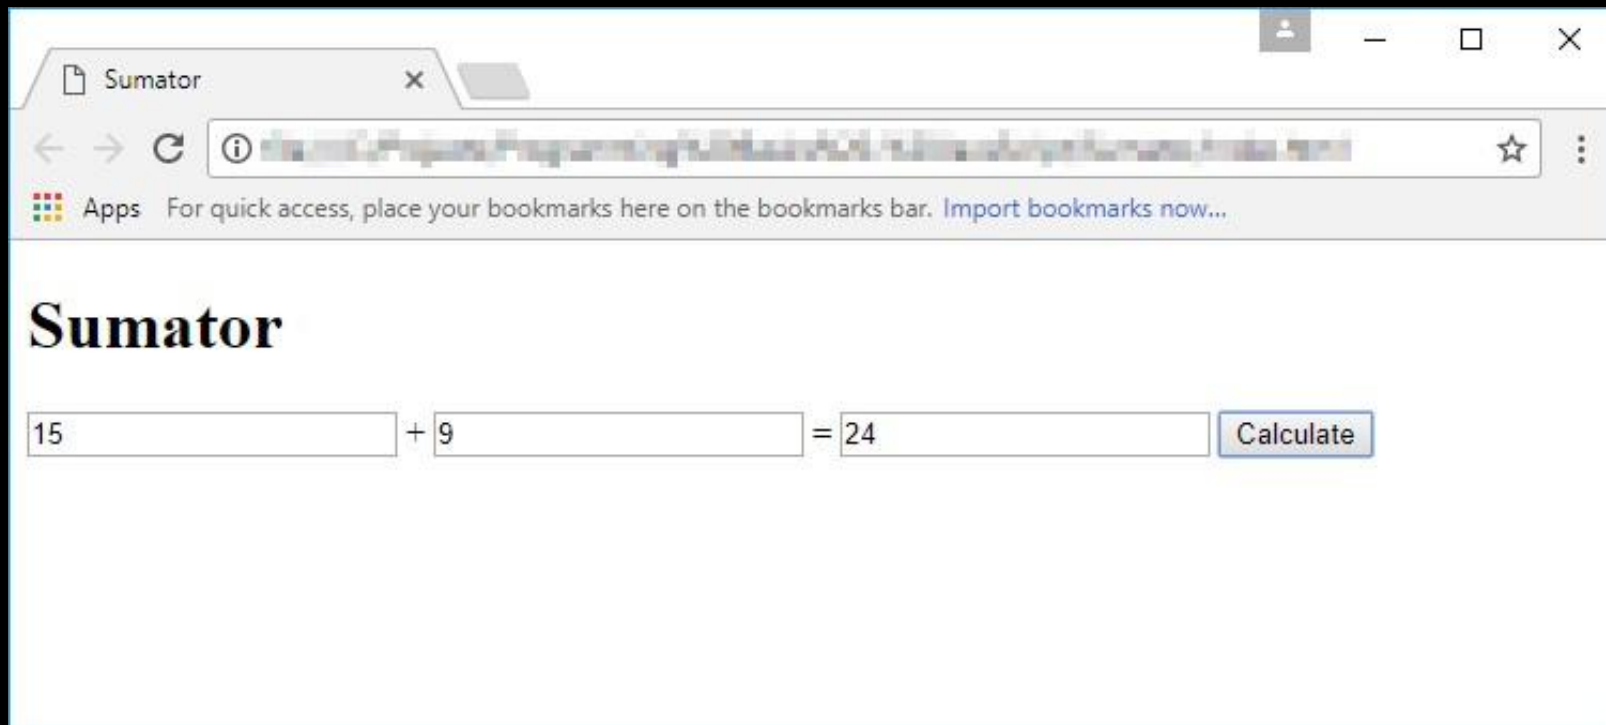 Sumator
Apps For quick access, place your bookmarks here on the bookmarks bar. Import bookmarks now...
Sumator
15 + 9 = 24 Calculate